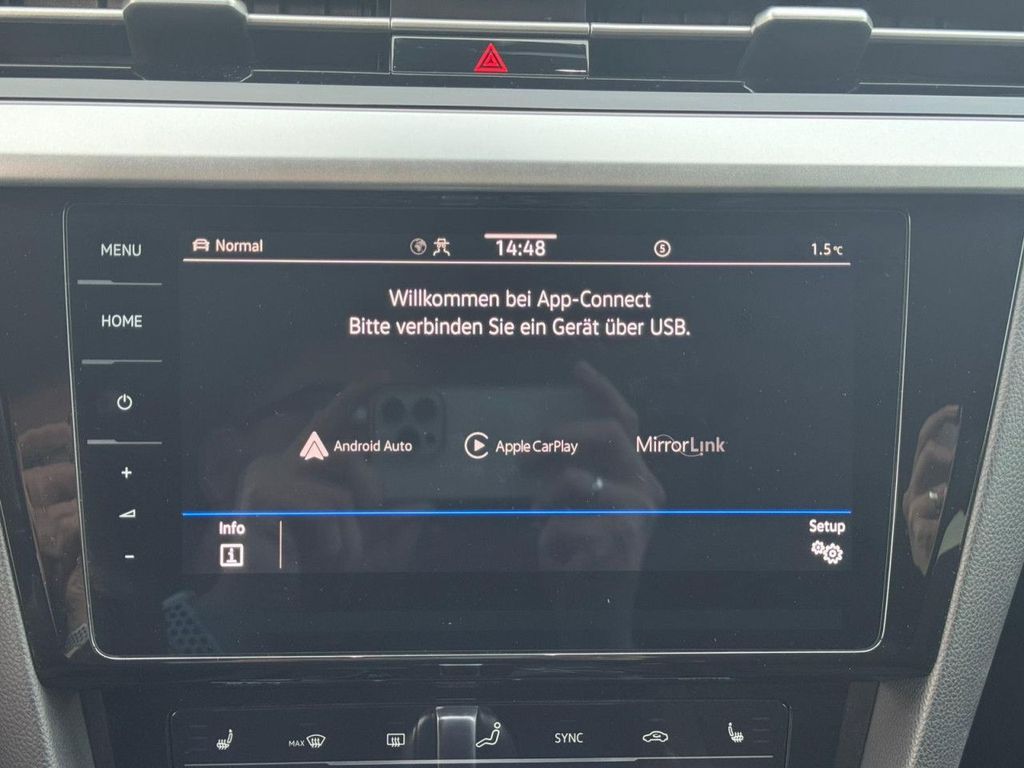 MENU
Normal
14:48
5
1.5°C
Willkommen bei App-Connect
Bitte verbinden Sie ein Gerät über USB.
HOME
Android Auto
Apple CarPlay
MirrorLink
+
-
Info
Setup
MAX
SYNC